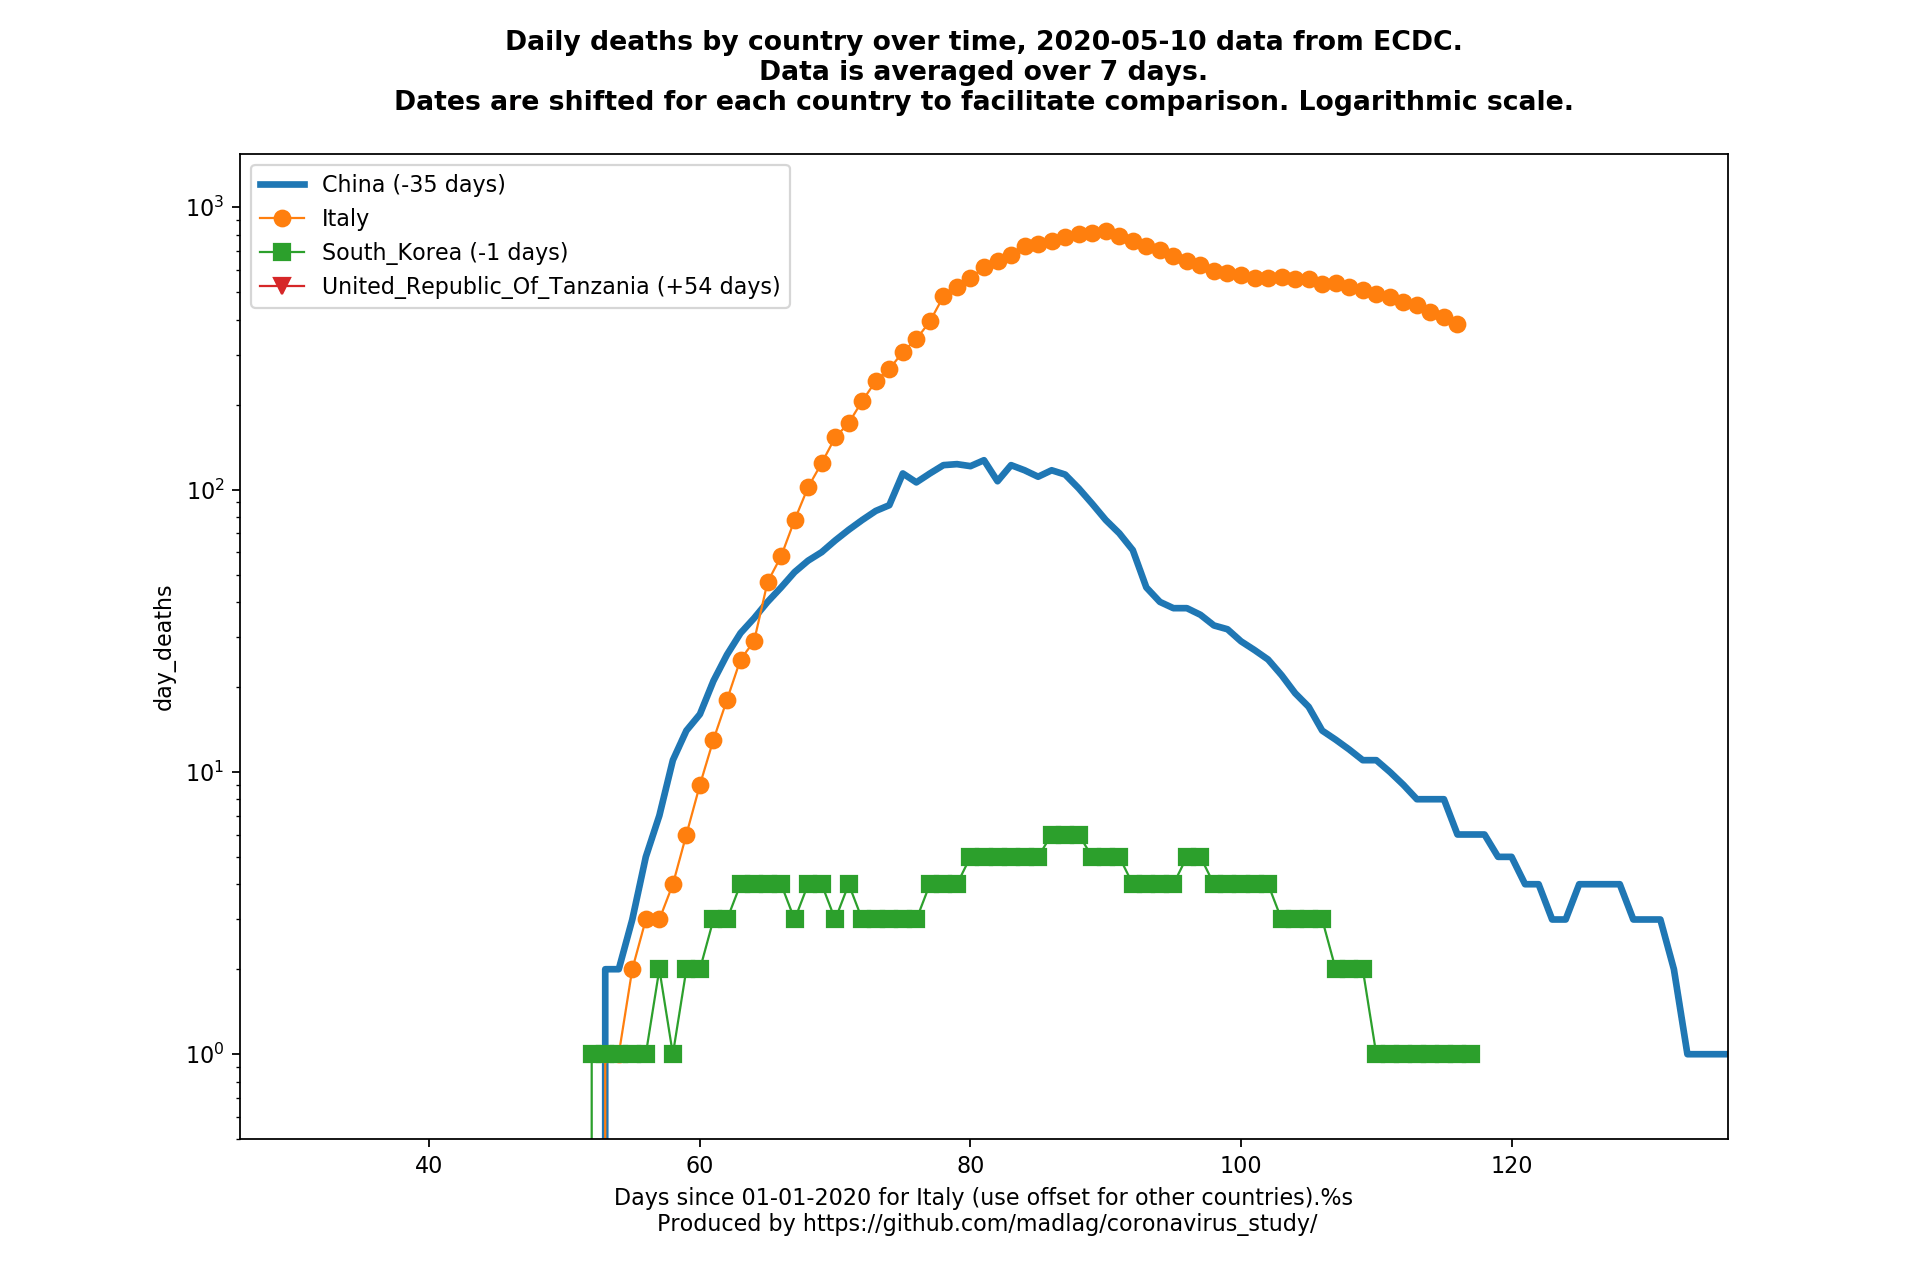 Daily deaths by country over time, 2020-05-10 data from ECDC.
Data is averaged over 7 days.
Dates are shifted for each country to facilitate comparison. Logarithmic scale.
China (-35 days)
Italy
South_Korea (-1 days)
United_Republic_Of_Tanzania (+54 days)
10³
10²
10¹
10⁰
day_deaths
40 60 80 100 120
Days since 01-01-2020 for Italy (use offset for other countries).%s
Produced by https://github.com/madlag/coronavirus_study/